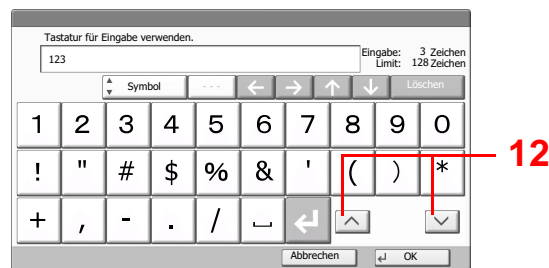 Tastatur für Eingabe verwenden.
123
Eingabe: 3 Zeichen
Limit: 128 Zeichen
Symbol - - - ← → ↑ ↓ Löschen
1 2 3 4 5 6 7 8 9 0
! " # $ % & ' ( ) *
+ , - . / ⎵ ↵ ∧ ∨
12
Abbrechen ↵ OK